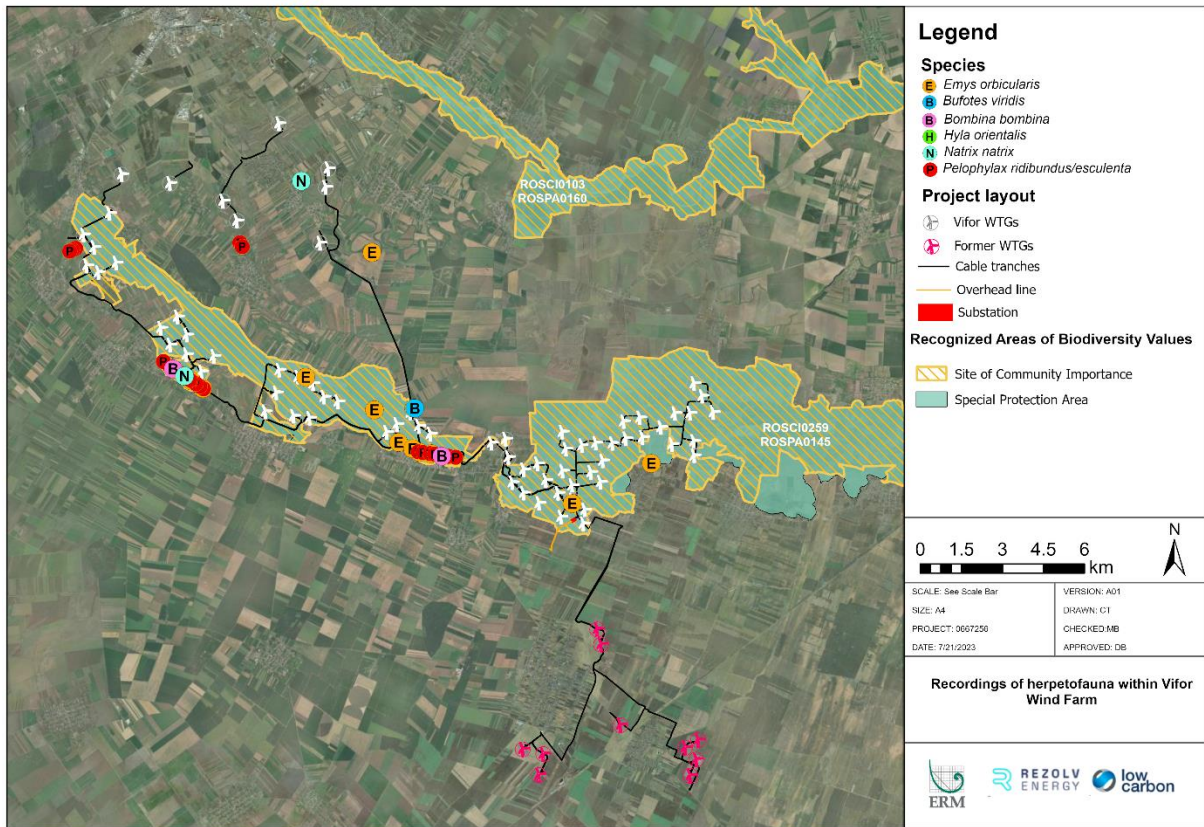 ROSCI0103
ROSPA0160
ROSCI0259
ROSPA0145
N
P
P
E
P
B
N
E
E
B
E
P
B
P
E
E
Legend
Species
E Emys orbicularis
B Bufotes viridis
B Bombina bombina
H Hyla orientalis
N Natrix natrix
P Pelophylax ridibundus/esculenta
Project layout
Vifor WTGs
Former WTGs
Cable tranches
Overhead line
Substation
Recognized Areas of Biodiversity Values
Site of Community Importance
Special Protection Area
0 1.5 3 4.5 6
km
N
SCALE: See Scale Bar
VERSION: A01
SIZE: A4
DRAWN: CT
PROJECT: 0667250
CHECKED:MB
DATE: 7/21/2023
APPROVED: DB
Recordings of herpetofauna within Vifor
Wind Farm
ERM
REZOLV
ENERGY
low
carbon